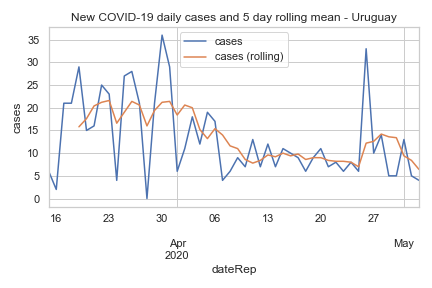 New COVID-19 daily cases and 5 day rolling mean - Uruguay
cases
cases (rolling)
cases
35
30
25
20
15
10
5
0
16 23 30 06 13 20 27
Apr May
2020
dateRep